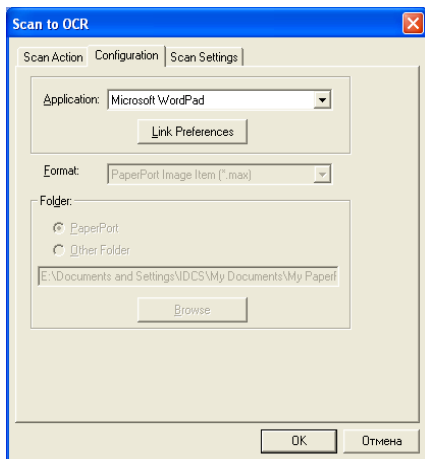 Scan to OCR
Scan Action Configuration Scan Settings
Application: Microsoft WordPad
Link Preferences
Format: PaperPort Image Item (*.max)
Folder:
PaperPort
Other Folder
E:\Documents and Settings\IDCS\My Documents\My Paperf
Browse
OK Отмена